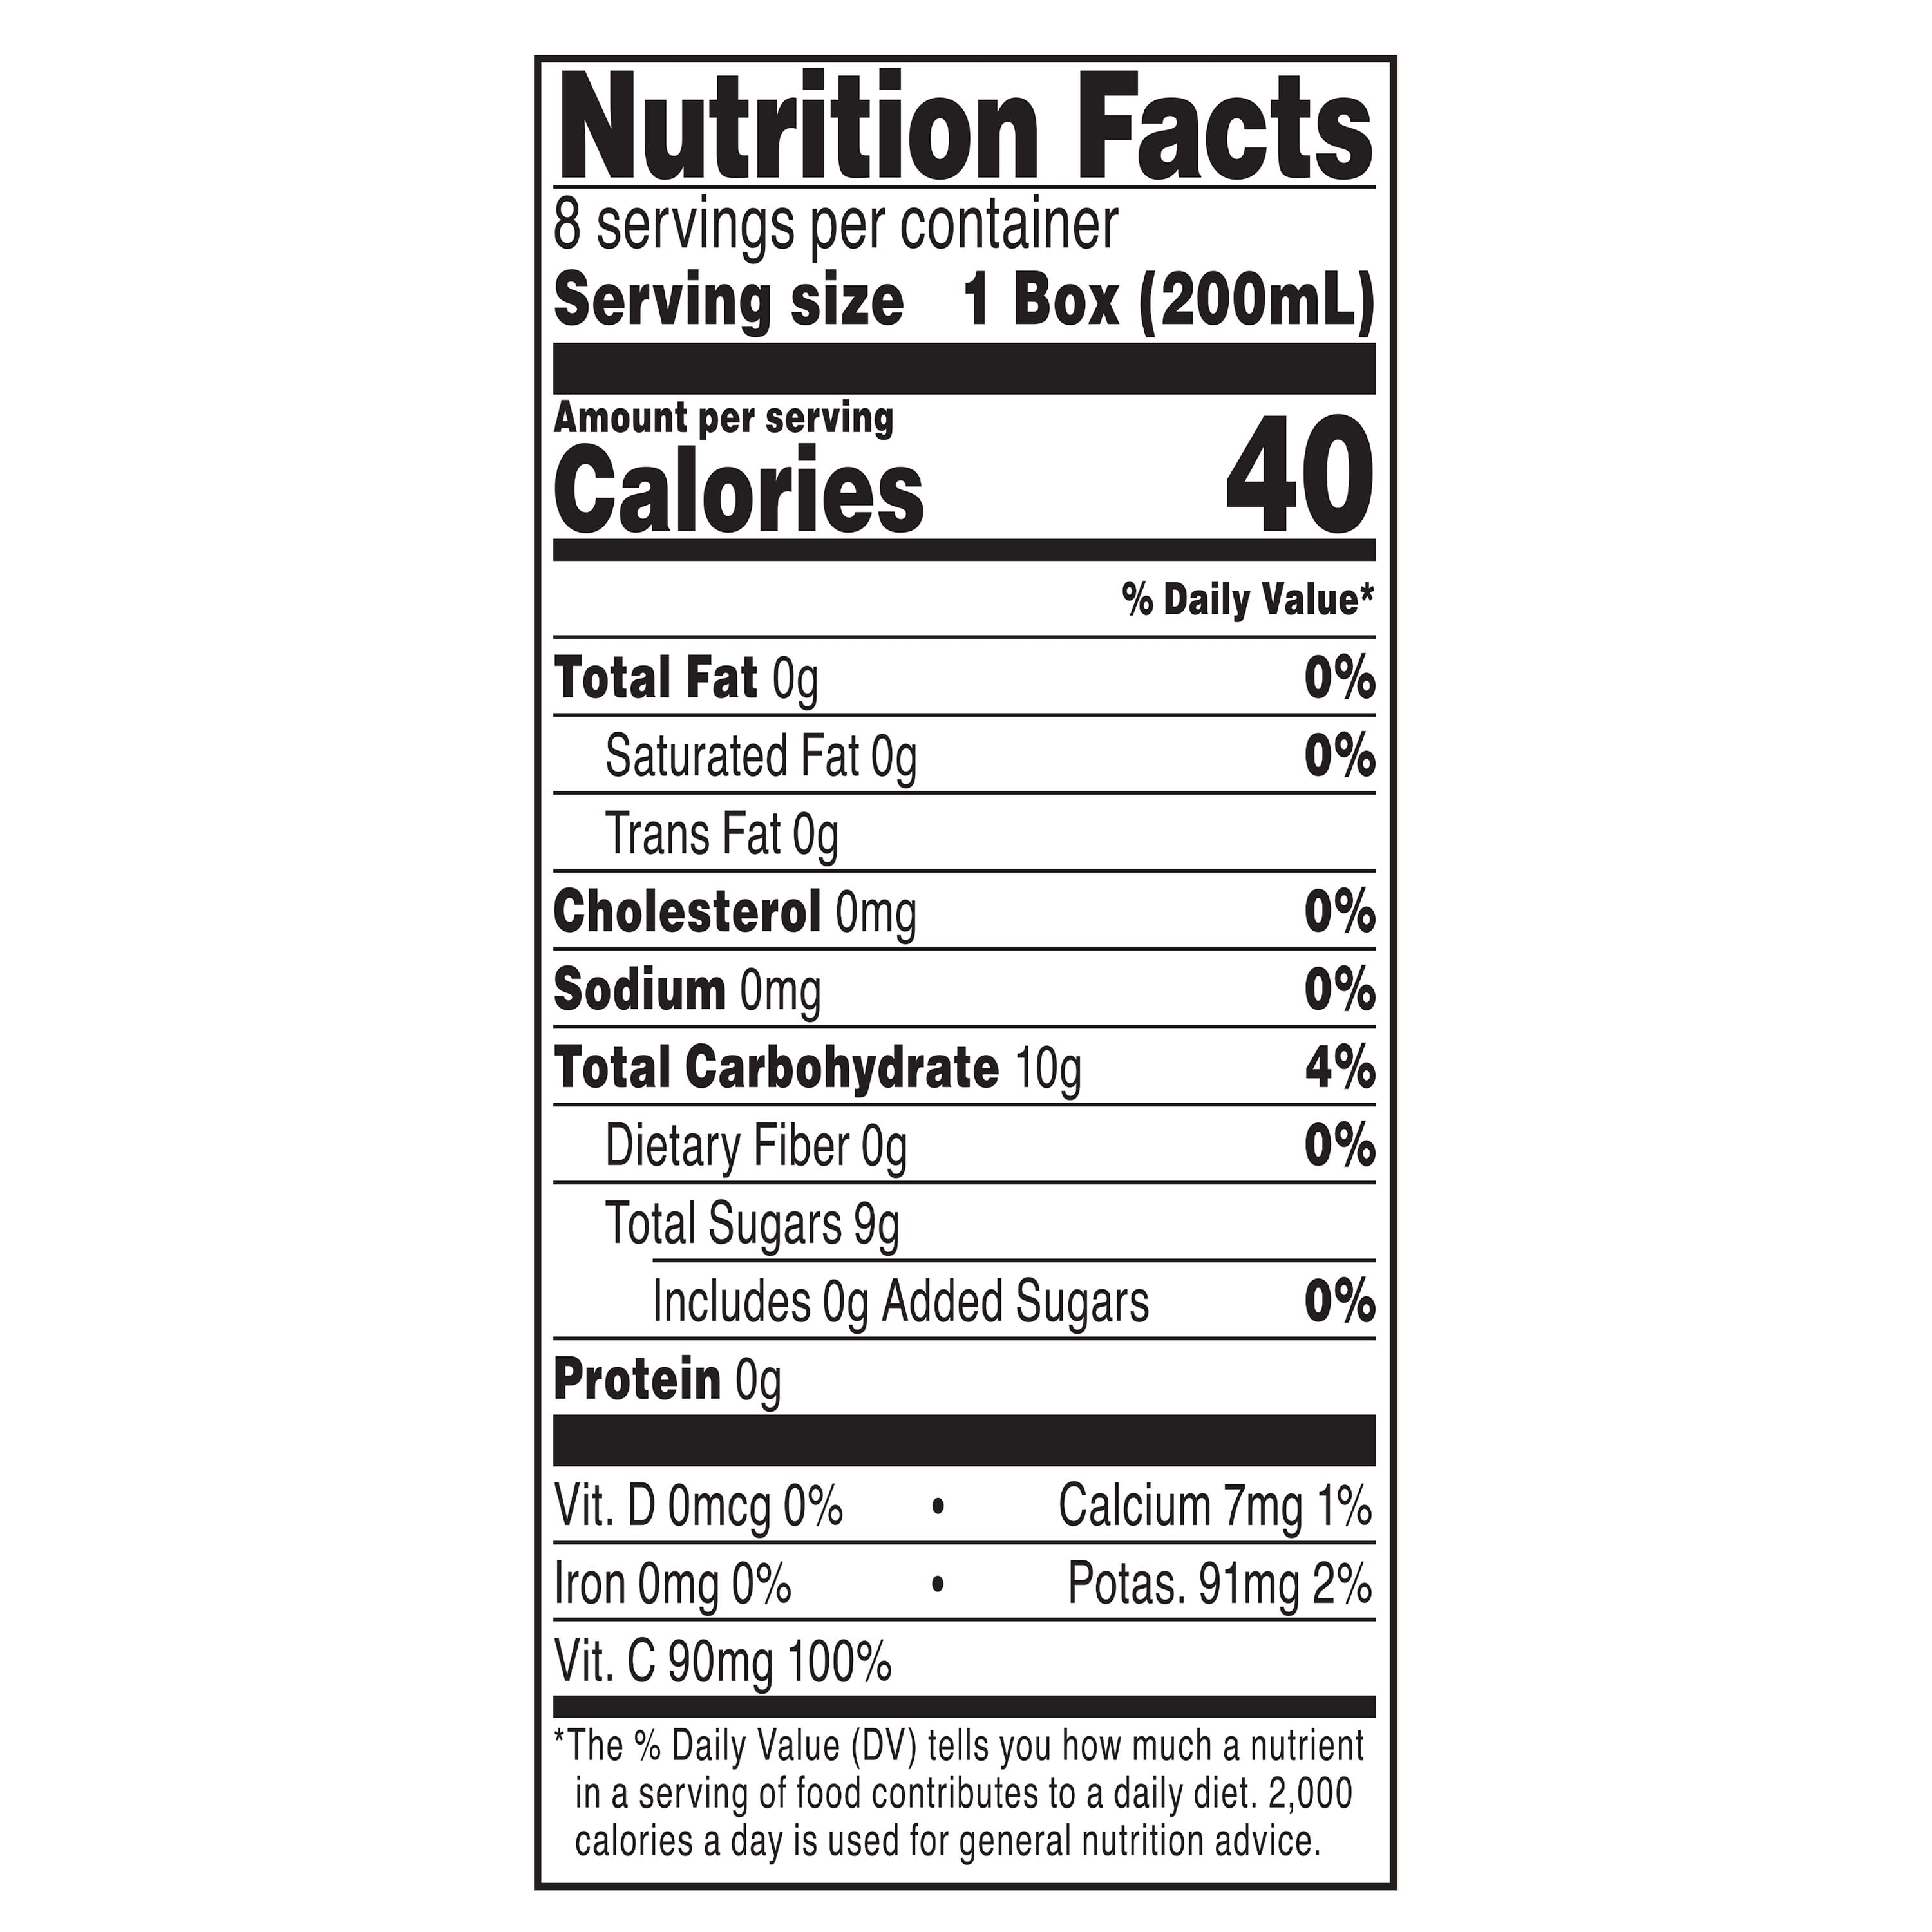 Nutrition Facts
8 servings per container
Serving size 1 Box (200mL)
Amount per serving
Calories 40
% Daily Value*
Total Fat 0g 0%
Saturated Fat 0g 0%
Trans Fat 0g
Cholesterol 0mg 0%
Sodium 0mg 0%
Total Carbohydrate 10g 4%
Dietary Fiber 0g 0%
Total Sugars 9g
Includes 0g Added Sugars 0%
Protein 0g
Vit. D 0mcg 0% • Calcium 7mg 1%
Iron 0mg 0% • Potas. 91mg 2%
Vit. C 90mg 100%
*The % Daily Value (DV) tells you how much a nutrient
in a serving of food contributes to a daily diet. 2,000
calories a day is used for general nutrition advice.